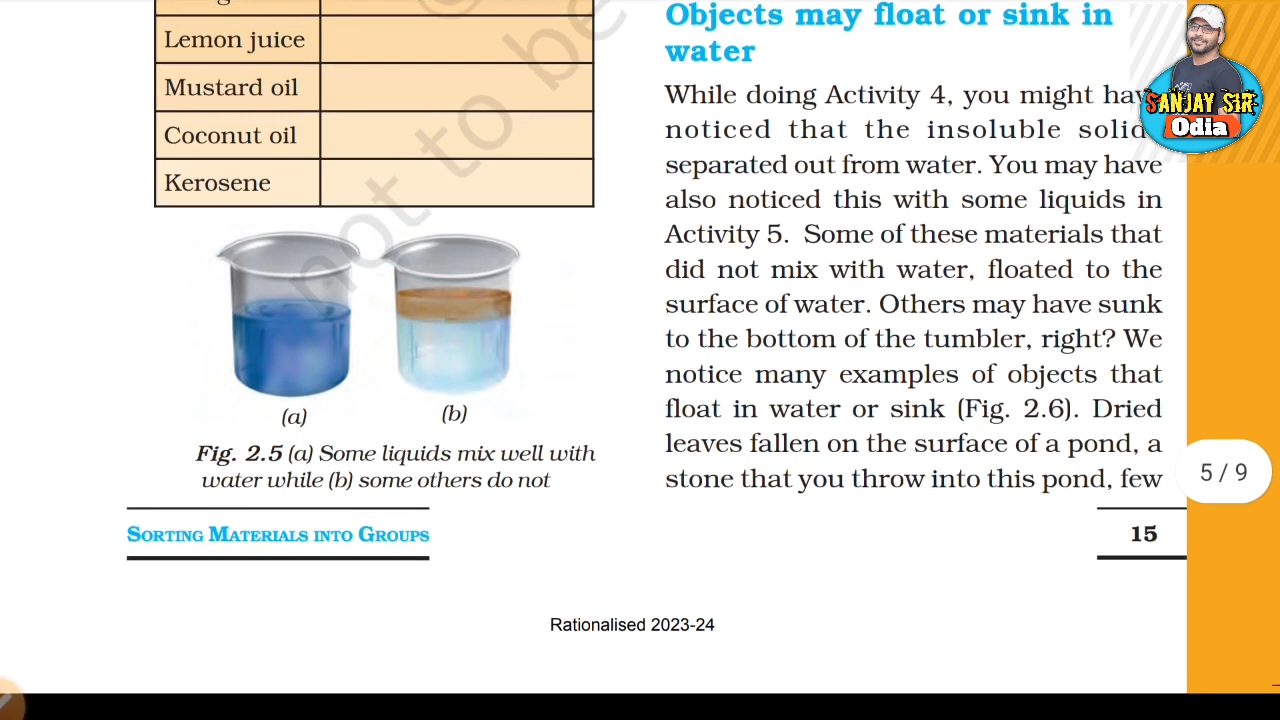 Lemon juice
Mustard oil
Coconut oil
Kerosene
not to be
(a)
(b)
Fig. 2.5 (a) Some liquids mix well with
water while (b) some others do not
SORTING MATERIALS INTO GROUPS
Objects may float or sink in
water
While doing Activity 4, you might hav
noticed that the insoluble solid
separated out from water. You may have
also noticed this with some liquids in
Activity 5. Some of these materials that
did not mix with water, floated to the
surface of water. Others may have sunk
to the bottom of the tumbler, right? We
notice many examples of objects that
float in water or sink (Fig. 2.6). Dried
leaves fallen on the surface of a pond, a
stone that you throw into this pond, few
15
Rationalised 2023-24
SANJAY SIR
Odia
5 / 9